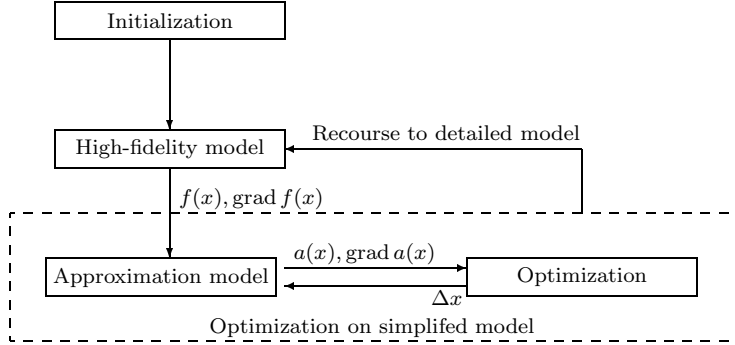 Initialization
Recourse to detailed model
High-fidelity model
f(x), grad f(x)
a(x), grad a(x)
Approximation model
Optimization
Δx
Optimization on simplifed model